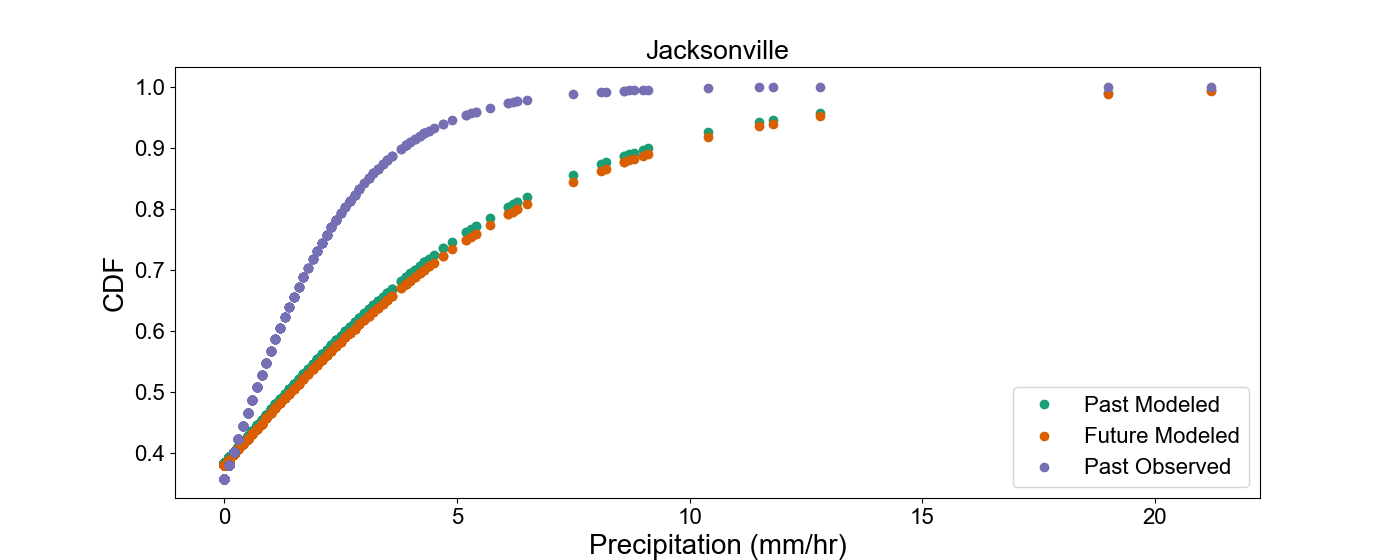 Jacksonville
CDF
1.0
0.9
0.8
0.7
0.6
0.5
0.4
Past Modeled
Future Modeled
Past Observed
0 5 10 15 20
Precipitation (mm/hr)